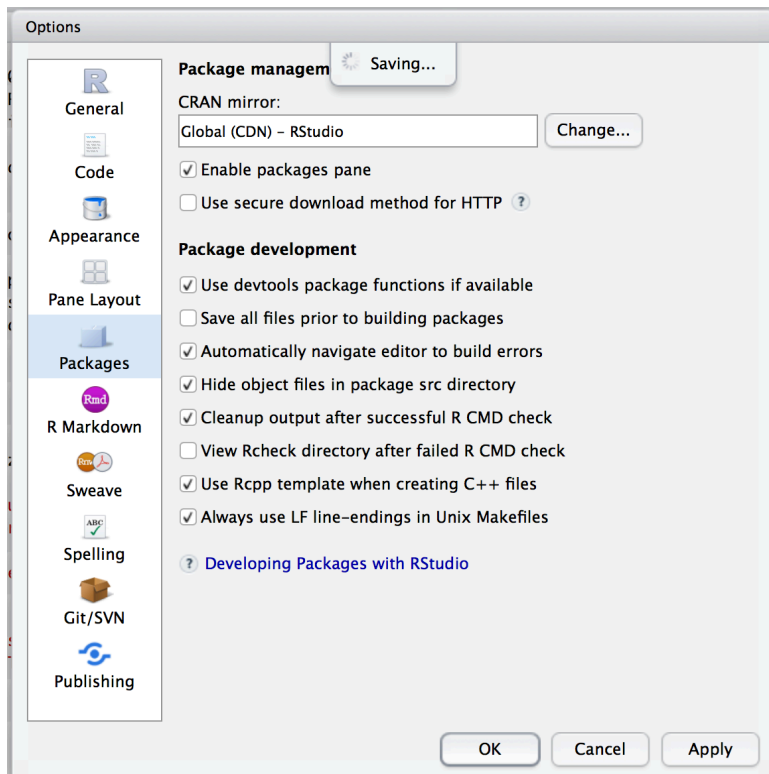 Options
Package managem
Saving...
CRAN mirror:
Global (CDN) – RStudio
Change...
Enable packages pane
Use secure download method for HTTP ?
Package development
Use devtools package functions if available
Save all files prior to building packages
Automatically navigate editor to build errors
Hide object files in package src directory
Cleanup output after successful R CMD check
View Rcheck directory after failed R CMD check
Use Rcpp template when creating C++ files
Always use LF line-endings in Unix Makefiles
? Developing Packages with RStudio
R
General
Code
Appearance
Pane Layout
Packages
Rmd
R Markdown
Rnw
Sweave
ABC
Spelling
Git/SVN
Publishing
OK
Cancel
Apply